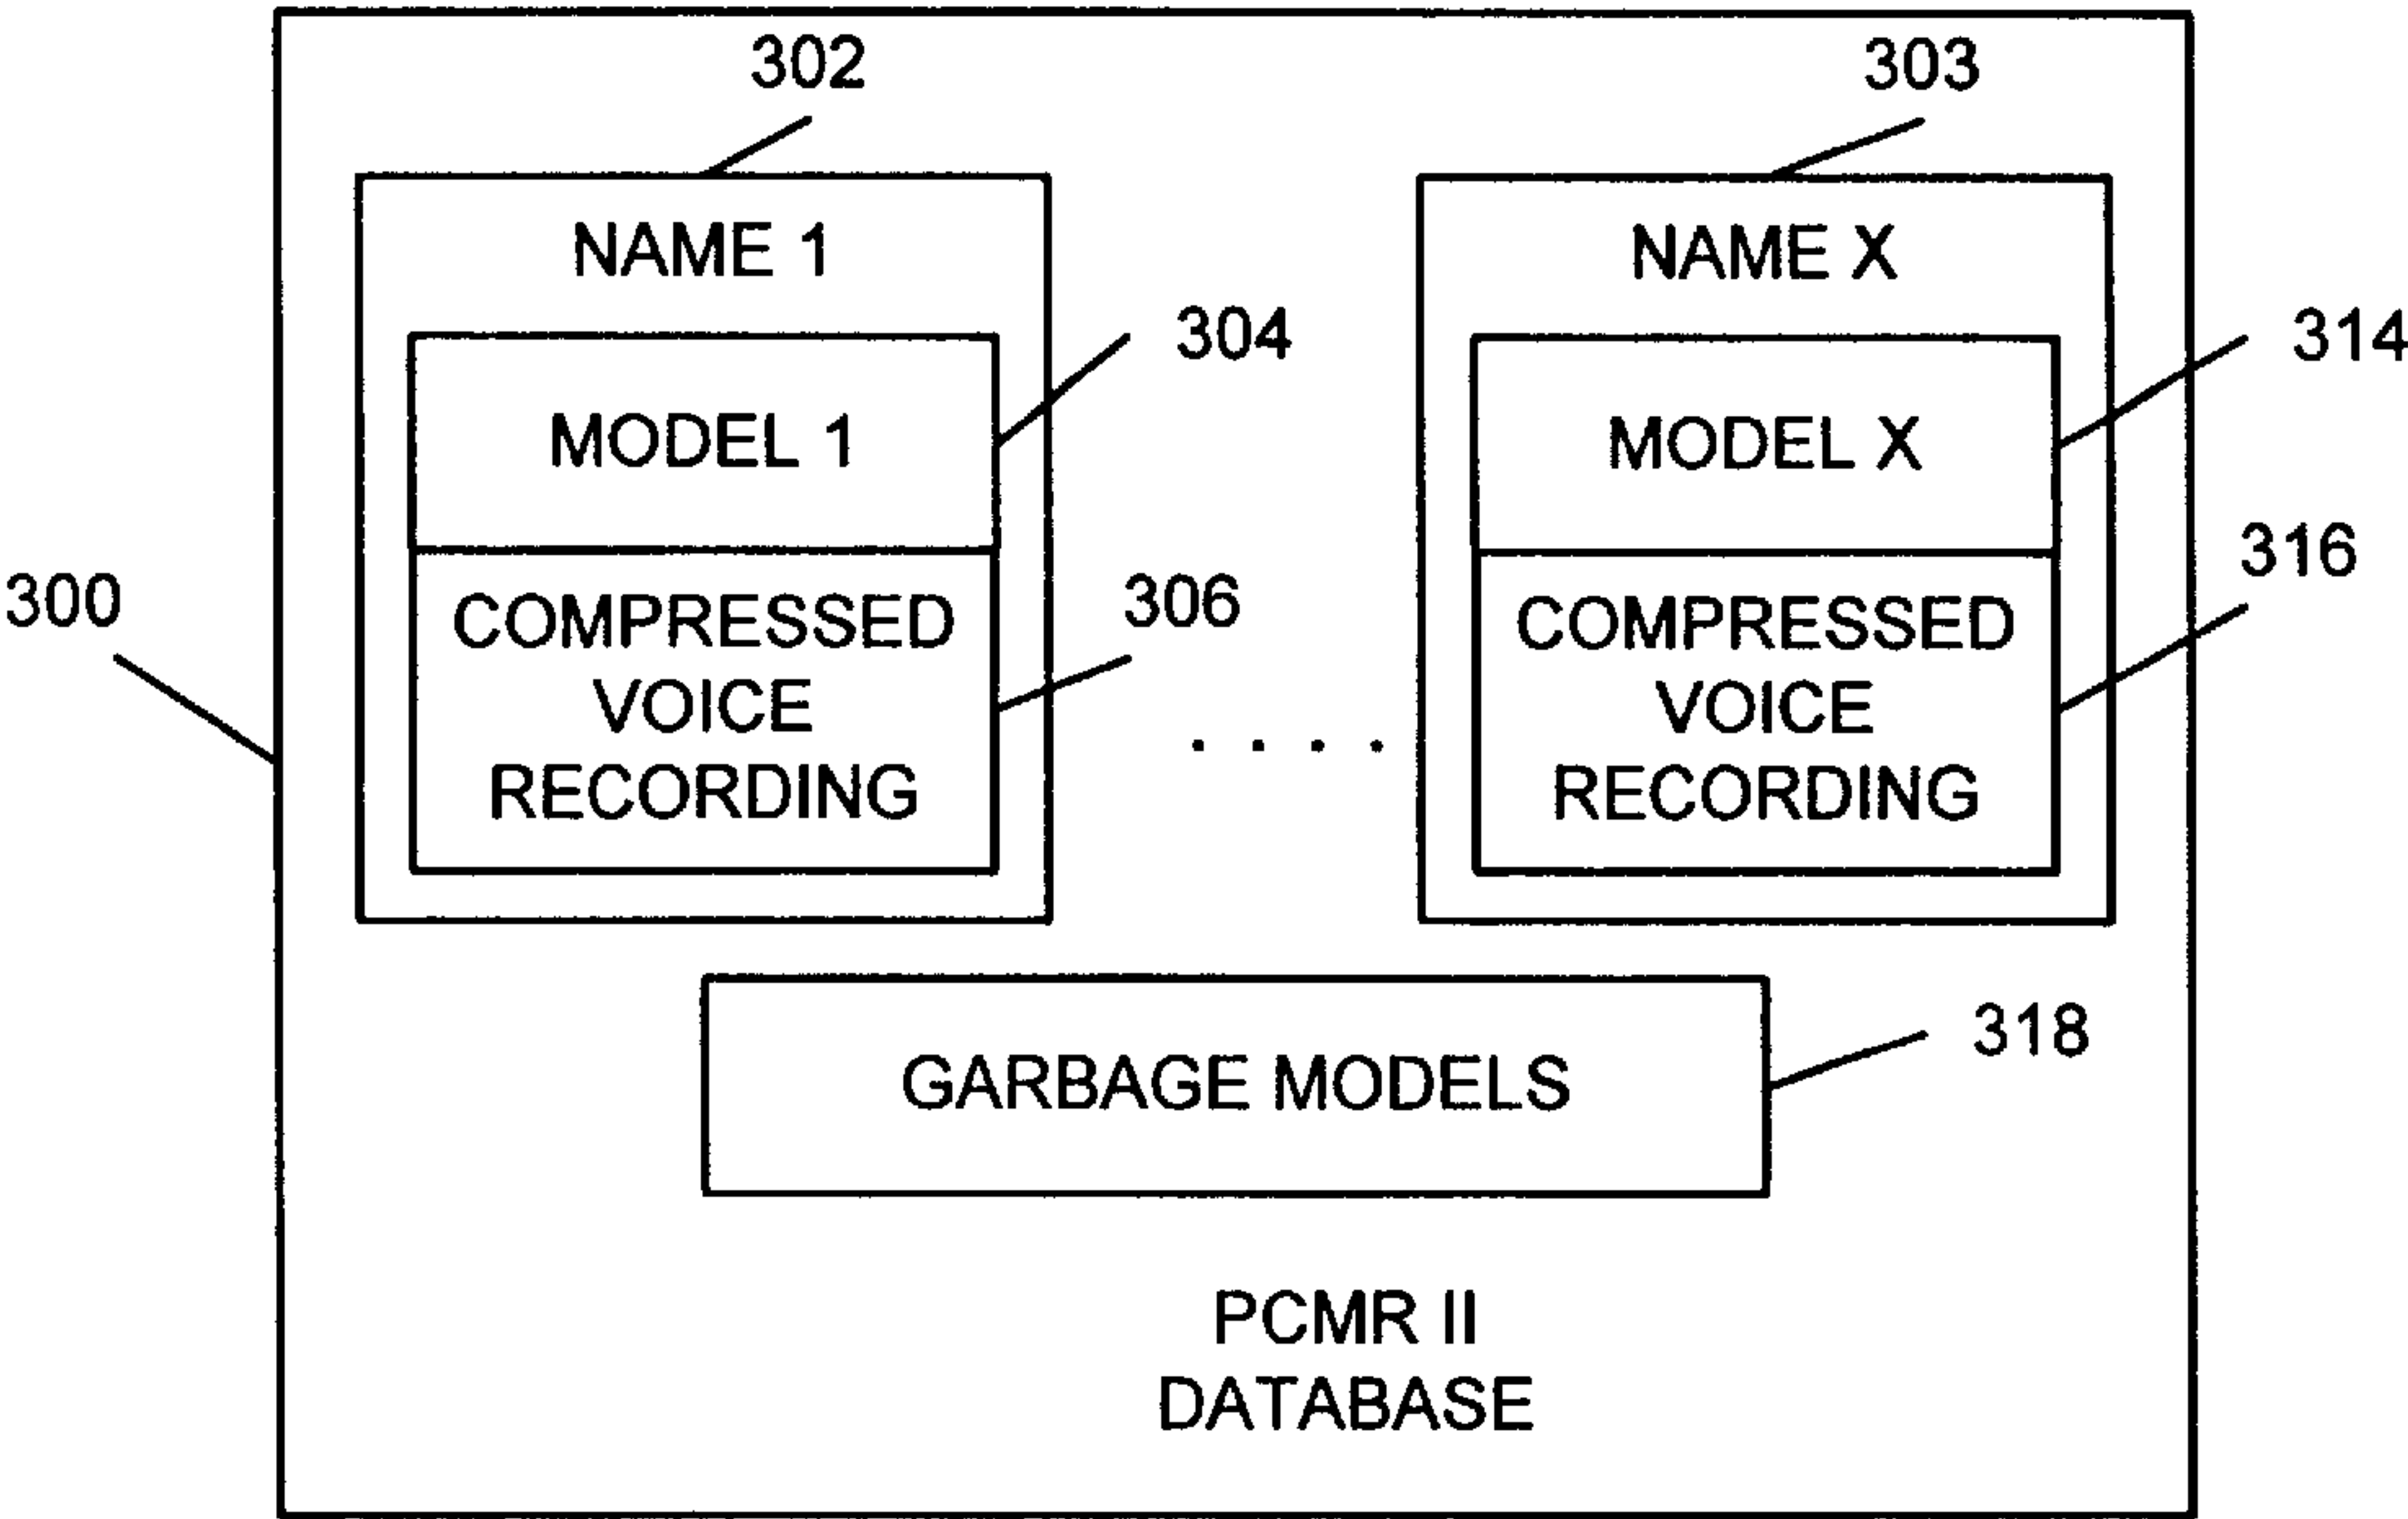 302
303
NAME 1
NAME X
304
314
MODEL 1
MODEL X
300
306
316
COMPRESSED
VOICE
RECORDING
. . . .
COMPRESSED
VOICE
RECORDING
318
GARBAGE MODELS
PCMR II
DATABASE